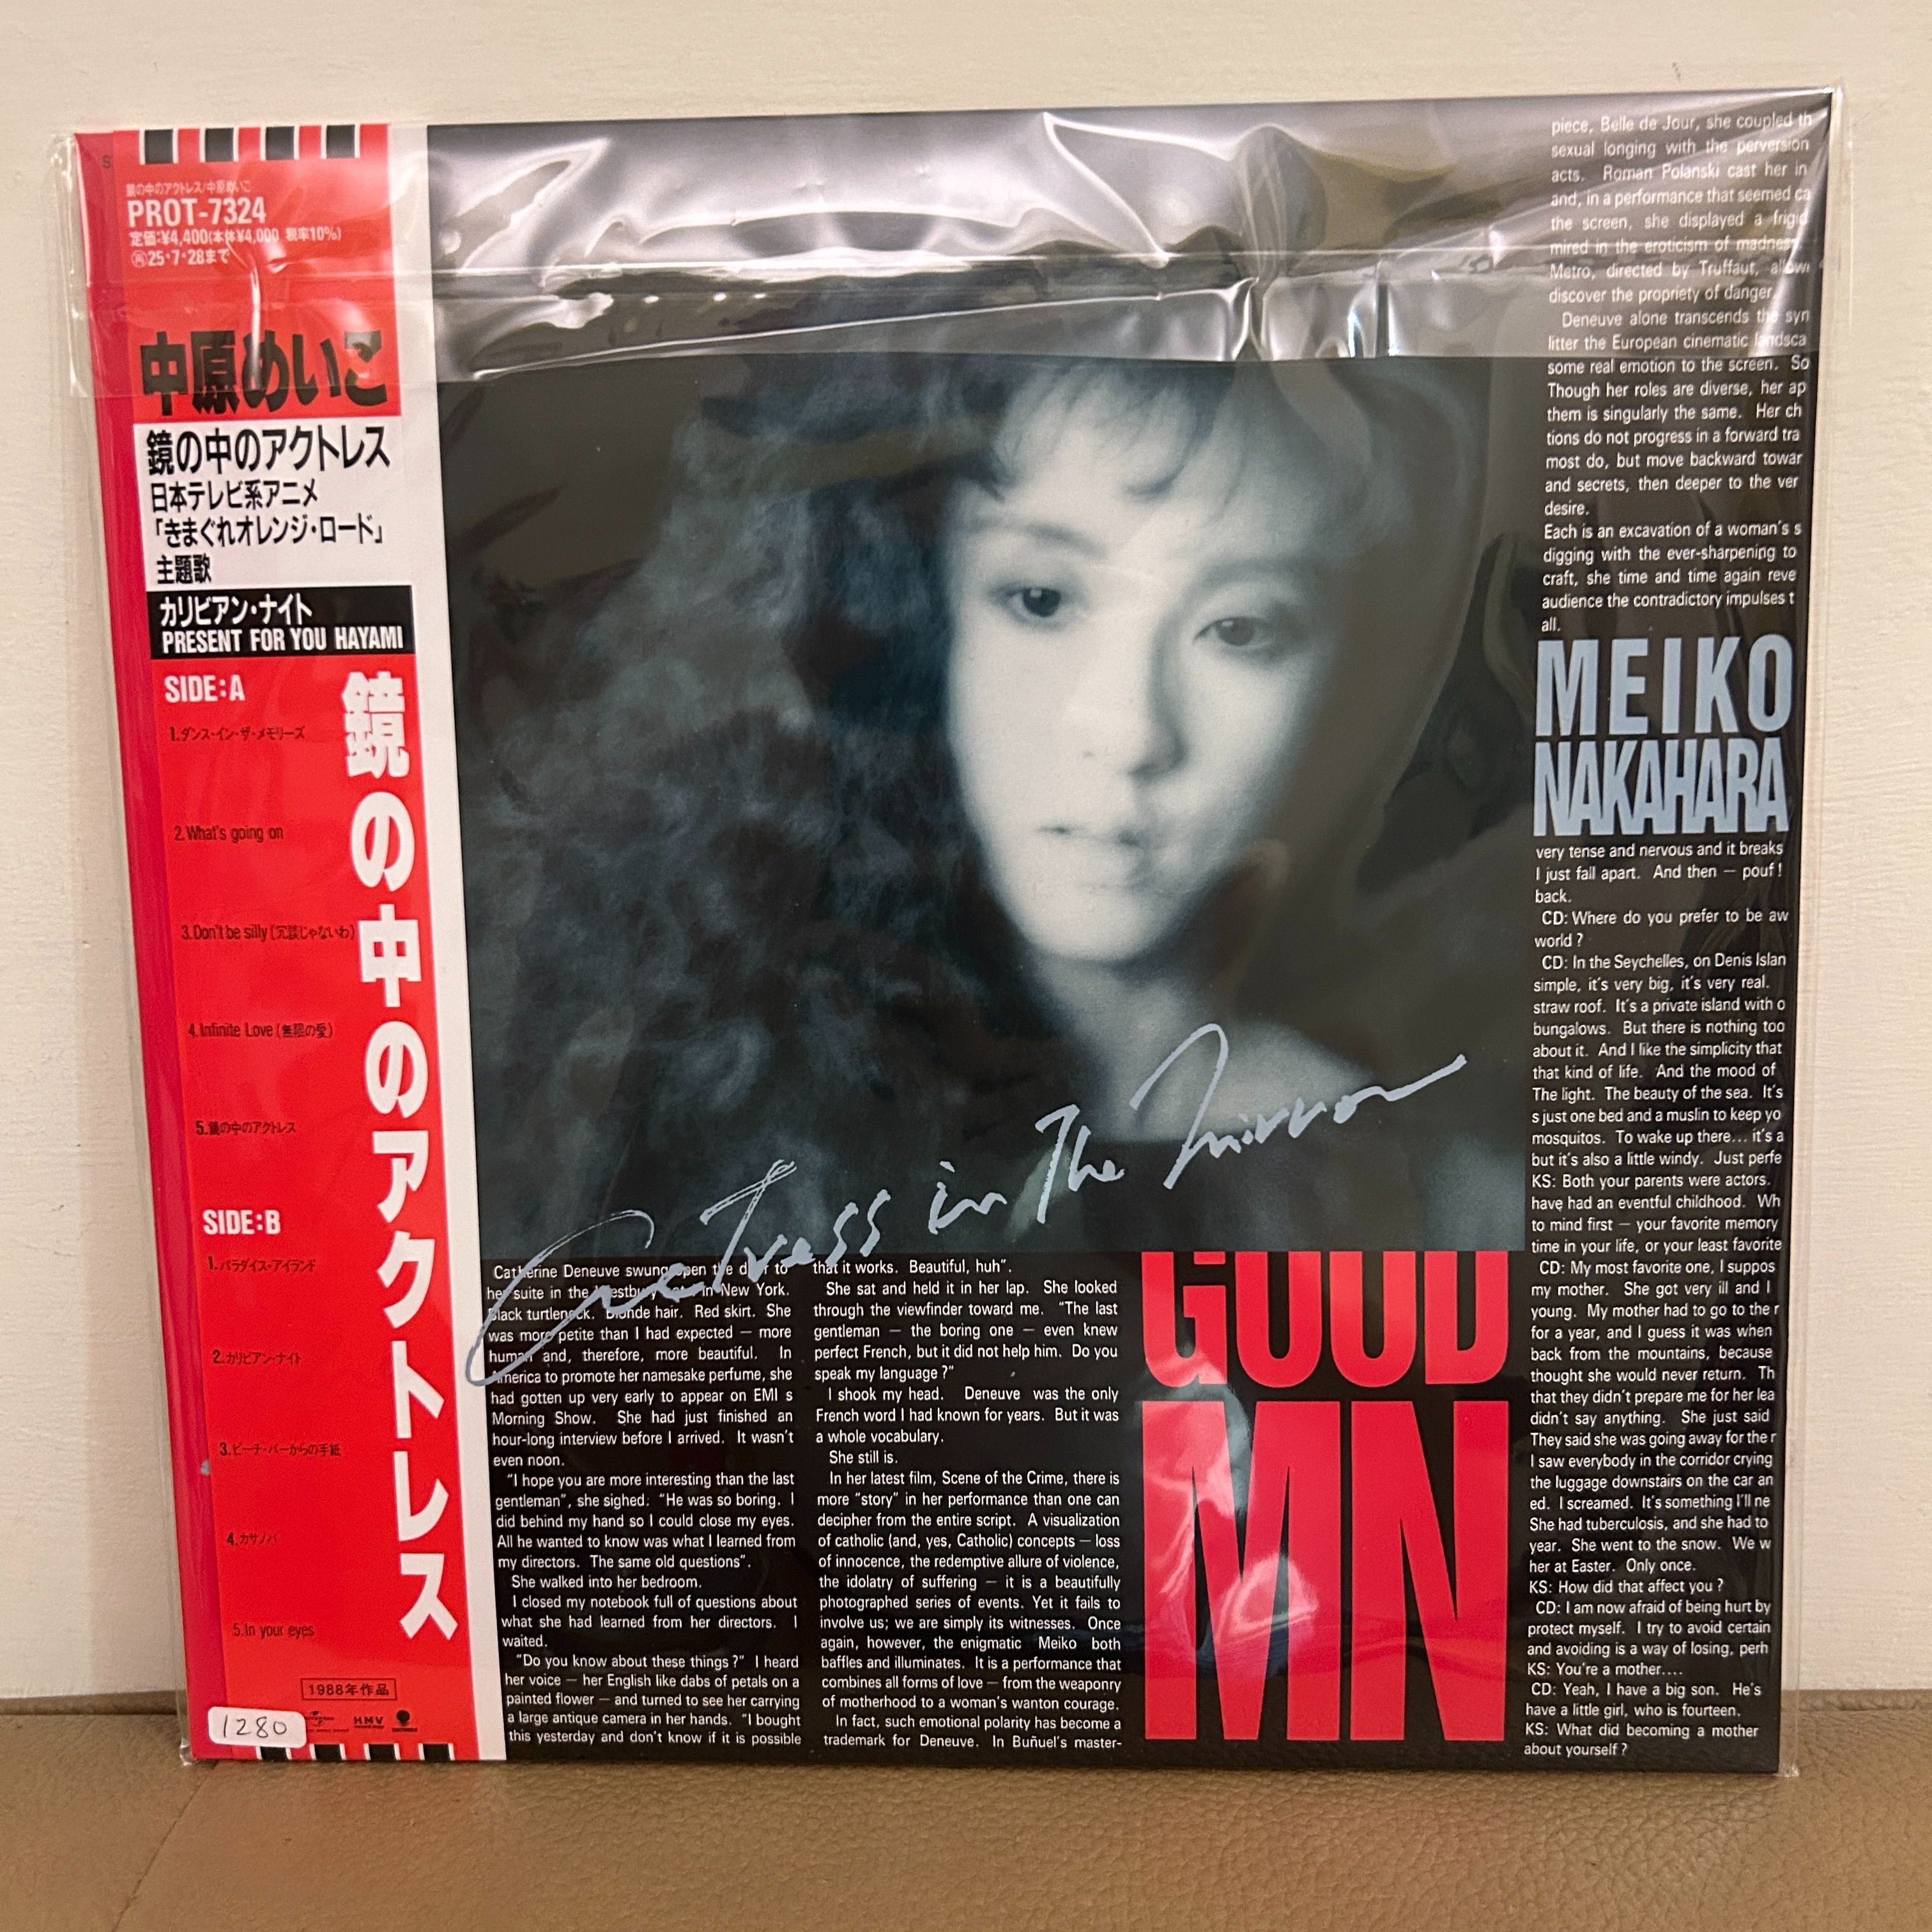 S
鏡の中のアクトレス/中原めいこ
PROT-7324
定価:¥4,400(本体¥4,000 税率10%)
㋐25・7・28まで
中原めいこ
鏡の中のアクトレス
日本テレビ系アニメ
「きまぐれオレンジ・ロード」
主題歌
カリビアン・ナイト
PRESENT FOR YOU HAYAMI
SIDE:A
1.ダンス・イン・ザ・メモリーズ
2.What's going on
3.Don't be silly(冗談じゃないわ)
4.Infinite Love(無限の愛)
5.鏡の中のアクトレス
SIDE:B
1.パラダイス・アイランド
2.カリビアン・ナイト
3.ビーチ・バーからの手紙
4.カサノバ
5.In your eyes
鏡の中のアクトレス
1988年作品
HMV
1280
Actress in The Mirror
Catherine Deneuve swung open the door to
her suite in the Westbury in New York.
Black turtleneck. Blonde hair. Red skirt. She
was more petite than I had expected — more
human and, therefore, more beautiful. In
America to promote her namesake perfume, she
had gotten up very early to appear on EMI s
Morning Show. She had just finished an
hour-long interview before I arrived. It wasn't
even noon.
"I hope you are more interesting than the last
gentleman", she sighed. "He was so boring. I
did behind my hand so I could close my eyes.
All he wanted to know was what I learned from
my directors. The same old questions".
She walked into her bedroom.
I closed my notebook full of questions about
what she had learned from her directors. I
waited.
"Do you know about these things?" I heard
her voice — her English like dabs of petals on a
painted flower — and turned to see her carrying
a large antique camera in her hands. "I bought
this yesterday and don't know if it is possible
that it works. Beautiful, huh".
She sat and held it in her lap. She looked
through the viewfinder toward me. "The last
gentleman — the boring one — even knew
perfect French, but it did not help him. Do you
speak my language?"
I shook my head. Deneuve was the only
French word I had known for years. But it was
a whole vocabulary.
She still is.
In her latest film, Scene of the Crime, there is
more "story" in her performance than one can
decipher from the entire script. A visualization
of catholic (and, yes, Catholic) concepts — loss
of innocence, the redemptive allure of violence,
the idolatry of suffering — it is a beautifully
photographed series of events. Yet it fails to
involve us; we are simply its witnesses. Once
again, however, the enigmatic Meiko both
baffles and illuminates. It is a performance that
combines all forms of love — from the weaponry
of motherhood to a woman's wanton courage.
In fact, such emotional polarity has become a
trademark for Deneuve. In Buñuel's master-
GOOD
MN
piece, Belle de Jour, she coupled th
sexual longing with the perversion
acts. Roman Polanski cast her in
and, in a performance that seemed ca
the screen, she displayed a frigid
mired in the eroticism of madness.
Metro, directed by Truffaut, allow
discover the propriety of danger.
Deneuve alone transcends the syn
litter the European cinematic landsca
some real emotion to the screen. So
Though her roles are diverse, her ap
them is singularly the same. Her ch
tions do not progress in a forward tra
most do, but move backward towar
and secrets, then deeper to the ver
desire.
Each is an excavation of a woman's s
digging with the ever-sharpening to
craft, she time and time again reve
audience the contradictory impulses t
all.
MEIKO
NAKAHARA
very tense and nervous and it breaks
I just fall apart. And then — pouf!
back.
CD: Where do you prefer to be aw
world?
CD: In the Seychelles, on Denis Islan
simple, it's very big, it's very real.
straw roof. It's a private island with o
bungalows. But there is nothing too
about it. And I like the simplicity that
that kind of life. And the mood of
The light. The beauty of the sea. It's
s just one bed and a muslin to keep yo
mosquitos. To wake up there... it's a
but it's also a little windy. Just perfe
KS: Both your parents were actors.
have had an eventful childhood. Wh
to mind first — your favorite memory
time in your life, or your least favorite
CD: My most favorite one, I suppos
my mother. She got very ill and I
young. My mother had to go to the r
for a year, and I guess it was when
back from the mountains, because
thought she would never return. Th
that they didn't prepare me for her lea
didn't say anything. She just said
They said she was going away for the r
I saw everybody in the corridor crying
the luggage downstairs on the car an
ed. I screamed. It's something I'll ne
She had tuberculosis, and she had to
year. She went to the snow. We w
her at Easter. Only once.
KS: How did that affect you?
CD: I am now afraid of being hurt by
protect myself. I try to avoid certain
and avoiding is a way of losing, perh
KS: You're a mother....
CD: Yeah, I have a big son. He's
have a little girl, who is fourteen.
KS: What did becoming a mother
about yourself?